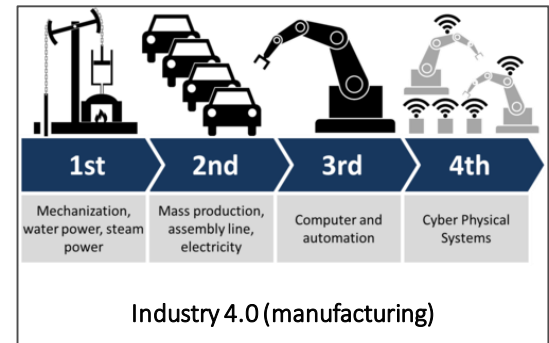 1st
2nd
3rd
4th
Mechanization,
water power, steam
power
Mass production,
assembly line,
electricity
Computer and
automation
Cyber Physical
Systems
Industry 4.0 (manufacturing)